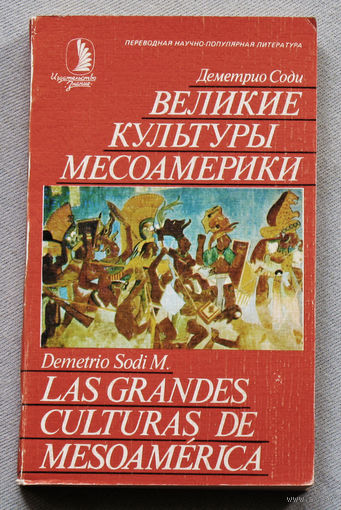 ПЕРЕВОДНАЯ НАУЧНО-ПОПУЛЯРНАЯ ЛИТЕРАТУРА
Издательство
Знание
Деметрио Соди
ВЕЛИКИЕ
КУЛЬТУРЫ
МЕСОАМЕРИКИ
Demetrio Sodi M.
LAS GRANDES
CULTURAS DE
MESOAMÉRICA